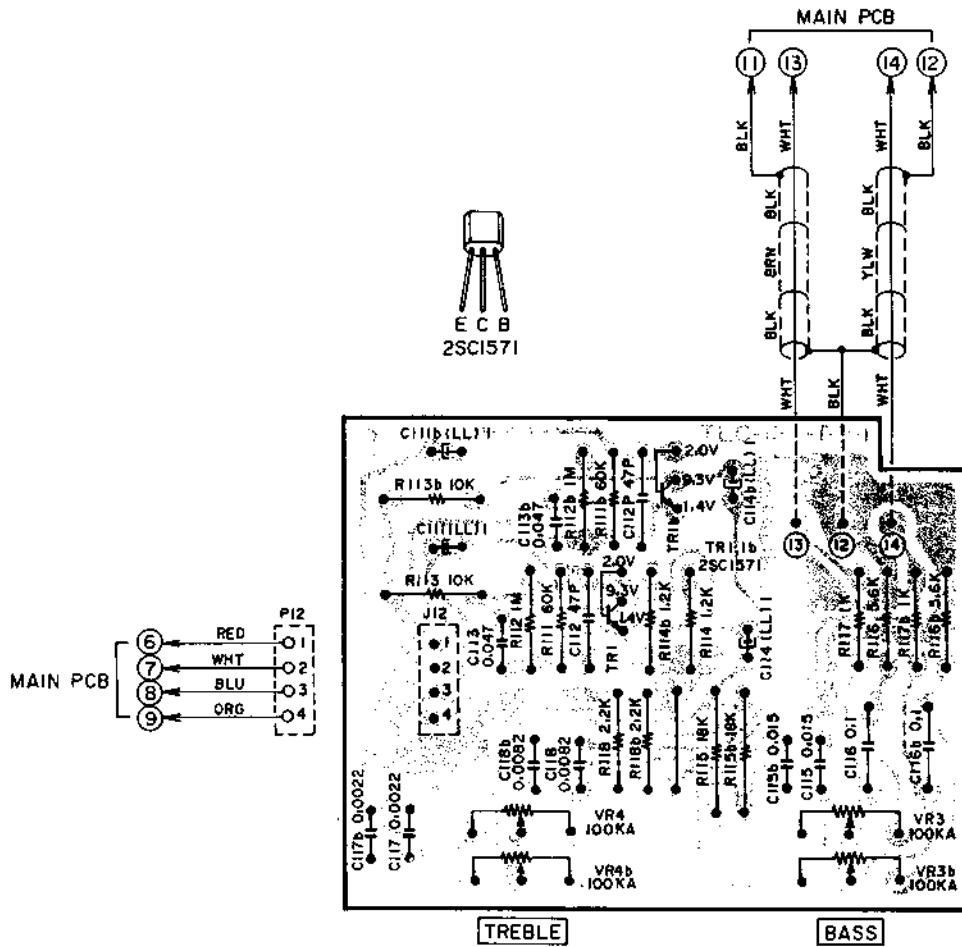 MAIN PCB
11 13 14 12
BLK WHT WHT BLK
BLK BLK
BRN YLW
BLK BLK
WHT BLK WHT
E C B
2SC1571
C111b(LL) 1
R113b 10K
C111(LL) 1
R113 10K
C113b 0.047
R112b 1M
R111b 60K
C112 P 47P
2.0V
9.3V
1.4V
TR1b
C114b(LL) 1
TR1.1b
2SC1571
13 12 14
P12
J12
MAIN PCB
6 RED 1
7 WHT 2
8 BLU 3
9 ORG 4
1
2
3
4
C113 0.047
R112 1M
R111 60K
C112 47P
2.0V
9.3V
1.4V
TR1
R114b 1.2K
R114 1.2K
C114(LL) 1
R117 1K
R116 5.6K
R117b 1K
R116b 5.6K
C118b 0.0082
C118 0.0082
R118 2.2K
R118b 2.2K
R115 18K
R115b 18K
C115b 0.015
C115 0.015
C116 0.1
C116b 0.1
C117b 0.0022
C117 0.0022
VR4
100KA
VR3
100KA
VR4b
100KA
VR3b
100KA
TREBLE
BASS